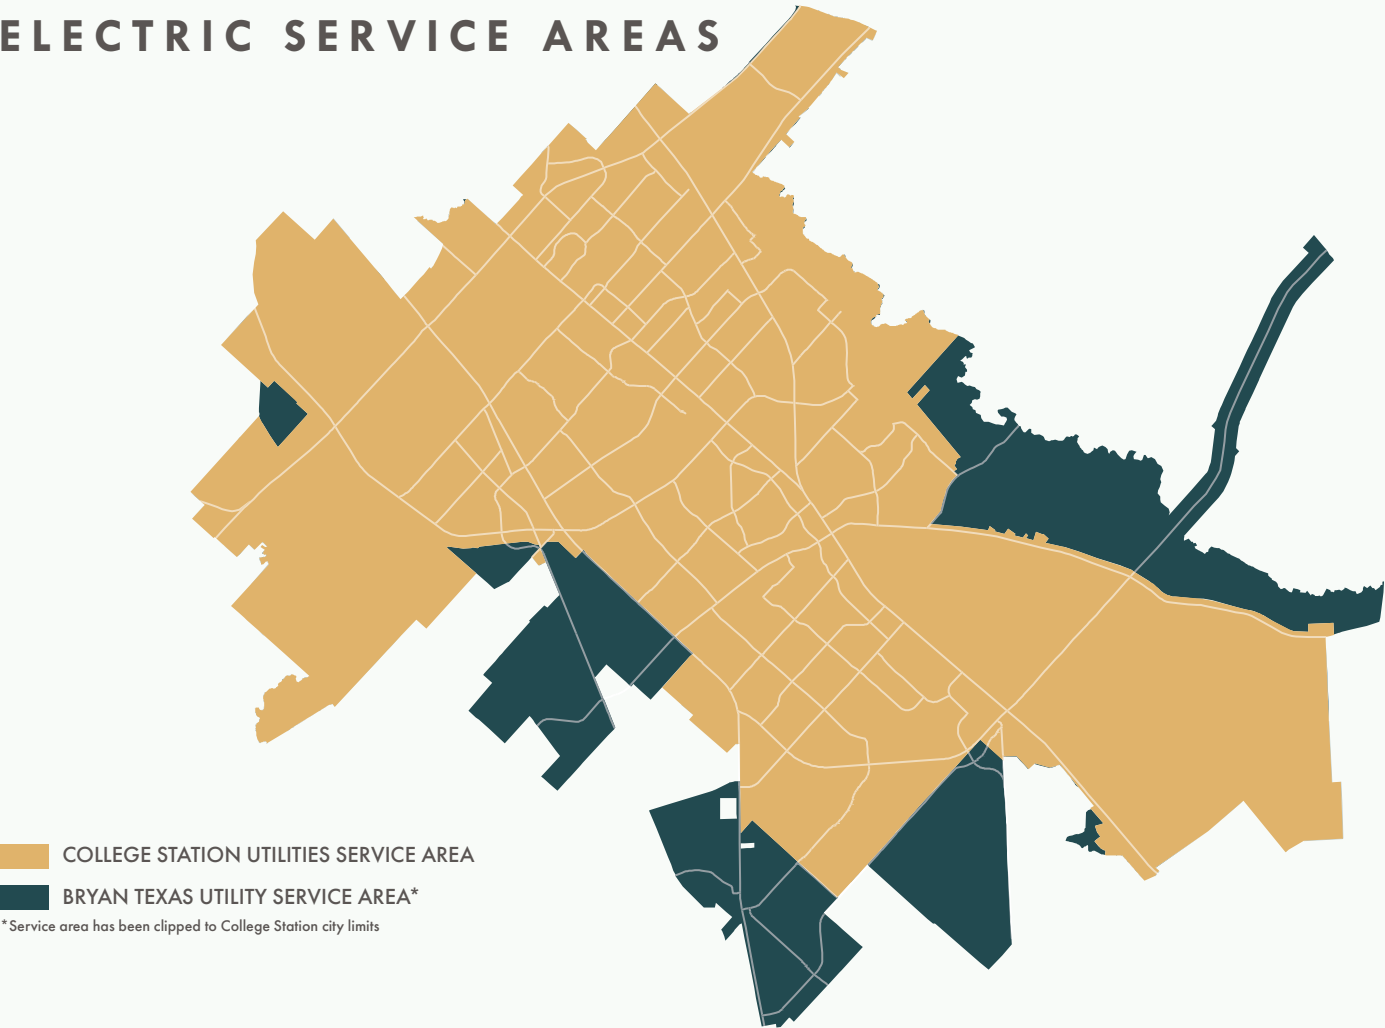 ELECTRIC SERVICE AREAS
COLLEGE STATION UTILITIES SERVICE AREA
BRYAN TEXAS UTILITY SERVICE AREA*
*Service area has been clipped to College Station city limits